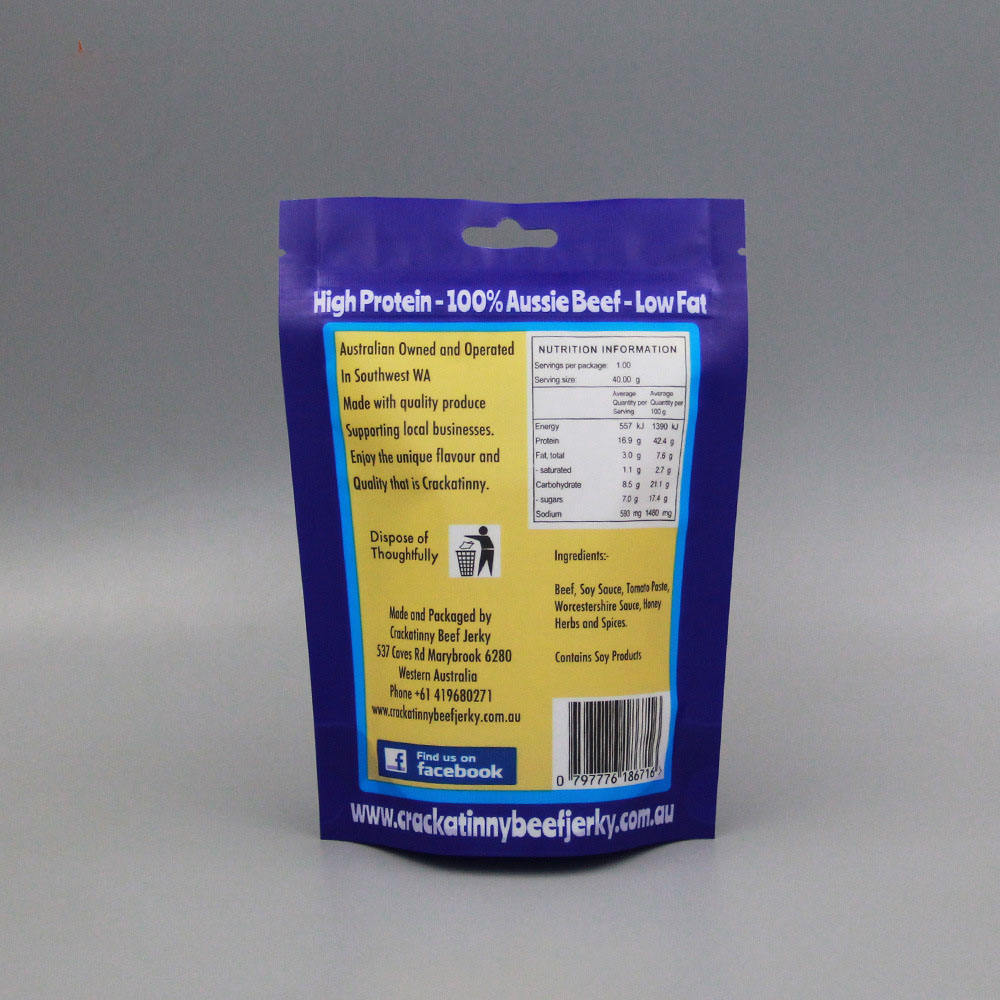 High Protein - 100% Aussie Beef - Low Fat
Australian Owned and Operated
In Southwest WA
Made with quality produce
Supporting local businesses.
Enjoy the unique flavour and
Quality that is Crackatinny.
Dispose of
Thoughtfully
Made and Packaged by
Crackatinny Beef Jerky
537 Caves Rd Marybrook 6280
Western Australia
Phone +61 419680271
www.crackatinnybeefjerky.com.au
Find us on
facebook
NUTRITION INFORMATION
Servings per package: 1.00
Serving size: 40.00 g
Average Average
Quantity per Quantity per
Serving 100 g
Energy 557 kJ 1390 kJ
Protein 16.9 g 42.4 g
Fat, total 3.0 g 7.6 g
- saturated 1.1 g 2.7 g
Carbohydrate 8.5 g 21.1 g
- sugars 7.0 g 17.4 g
Sodium 593 mg 1480 mg
Ingredients:-
Beef, Soy Sauce, Tomato Paste,
Worcestershire Sauce, Honey
Herbs and Spices.
Contains Soy Products
0 797776 186716 >
www.crackatinnybeefjerky.com.au